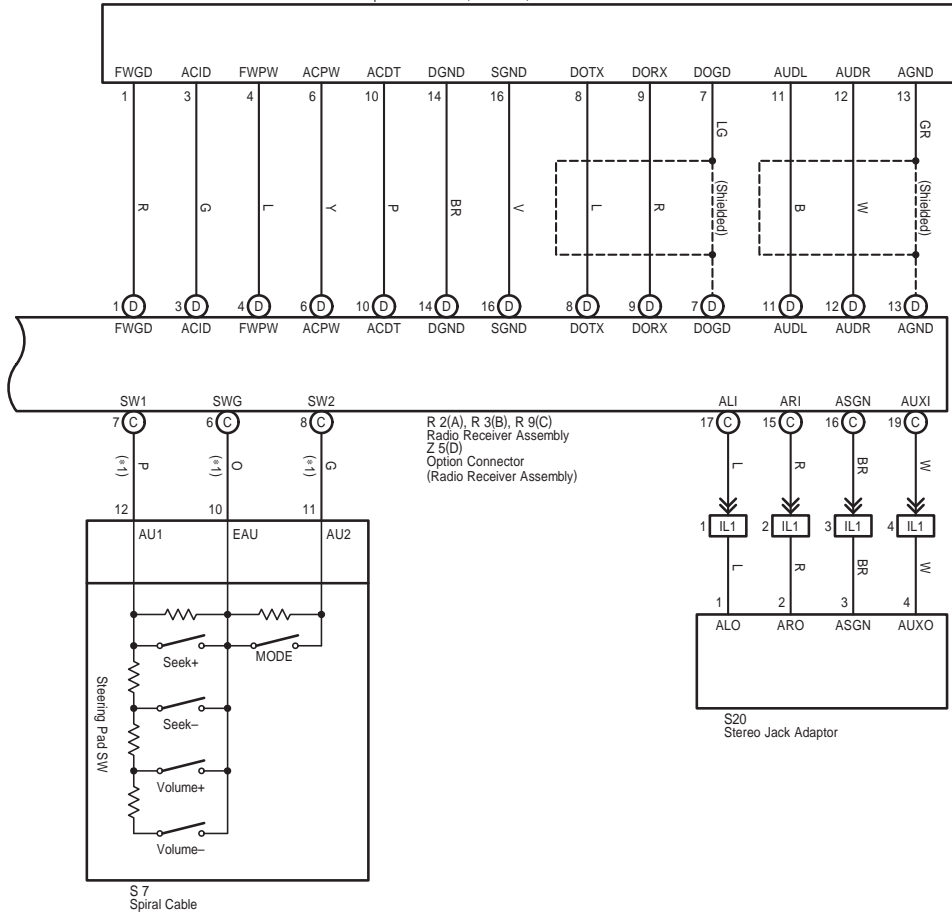 FWGD ACID FWPW ACPW ACDT DGND SGND DOTX DORX DOGD AUDL AUDR AGND
1 3 4 6 10 14 16 8 9 7 11 12 13
LG GR
(Shielded) (Shielded)
R G L Y P BR V L R B W
1 D 3 D 4 D 6 D 10 D 14 D 16 D 8 D 9 D 7 D 11 D 12 D 13 D
FWGD ACID FWPW ACPW ACDT DGND SGND DOTX DORX DOGD AUDL AUDR AGND
SW1 SWG SW2 ALI ARI ASGN AUXI
7 C 6 C 8 C 17 C 15 C 16 C 19 C
R 2(A), R 3(B), R 9(C)
Radio Receiver Assembly
Z 5(D)
Option Connector
(Radio Receiver Assembly)
(*1) P (*1) O (*1) G
L R BR W
12 10 11
1 IL1 2 IL1 3 IL1 4 IL1
AU1 EAU AU2
L R BR W
1 2 3 4
ALO ARO ASGN AUXO
Seek+
MODE
Steering Pad SW
Seek–
Volume+
Volume–
S20
Stereo Jack Adaptor
S 7
Spiral Cable